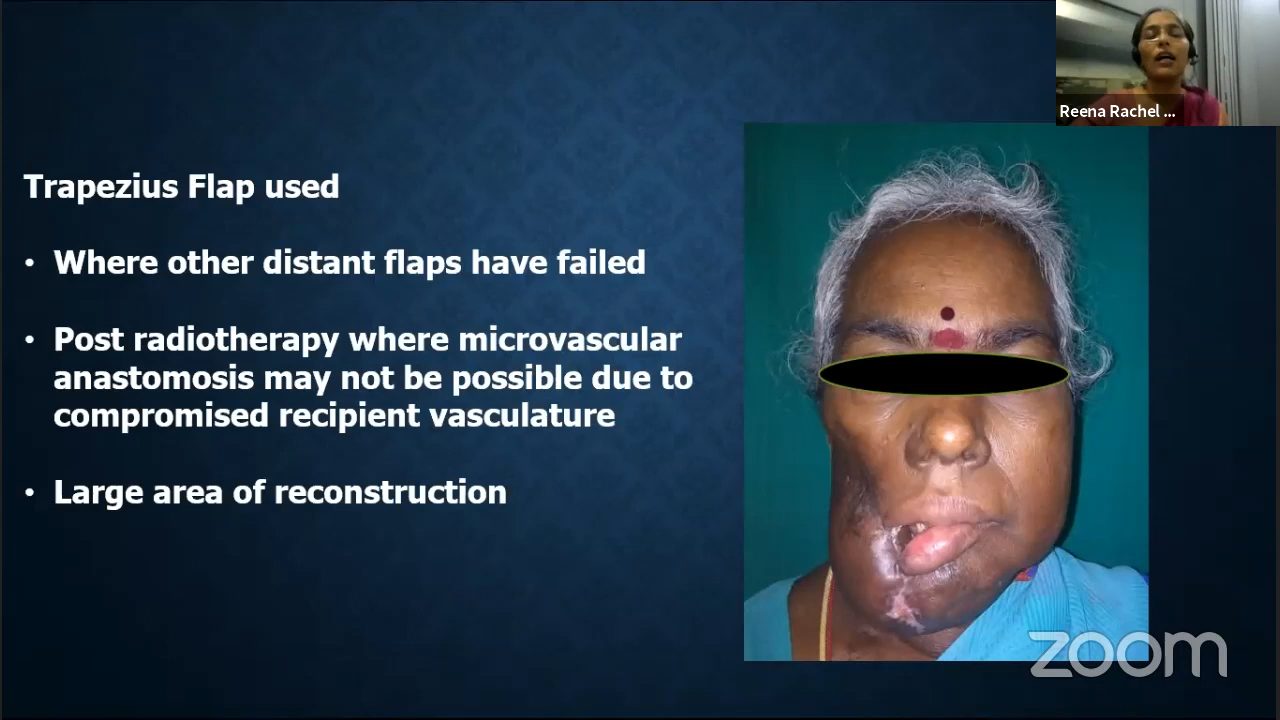 Reena Rachel ...
Trapezius Flap used
• Where other distant flaps have failed
• Post radiotherapy where microvascular
anastomosis may not be possible due to
compromised recipient vasculature
• Large area of reconstruction
zoom